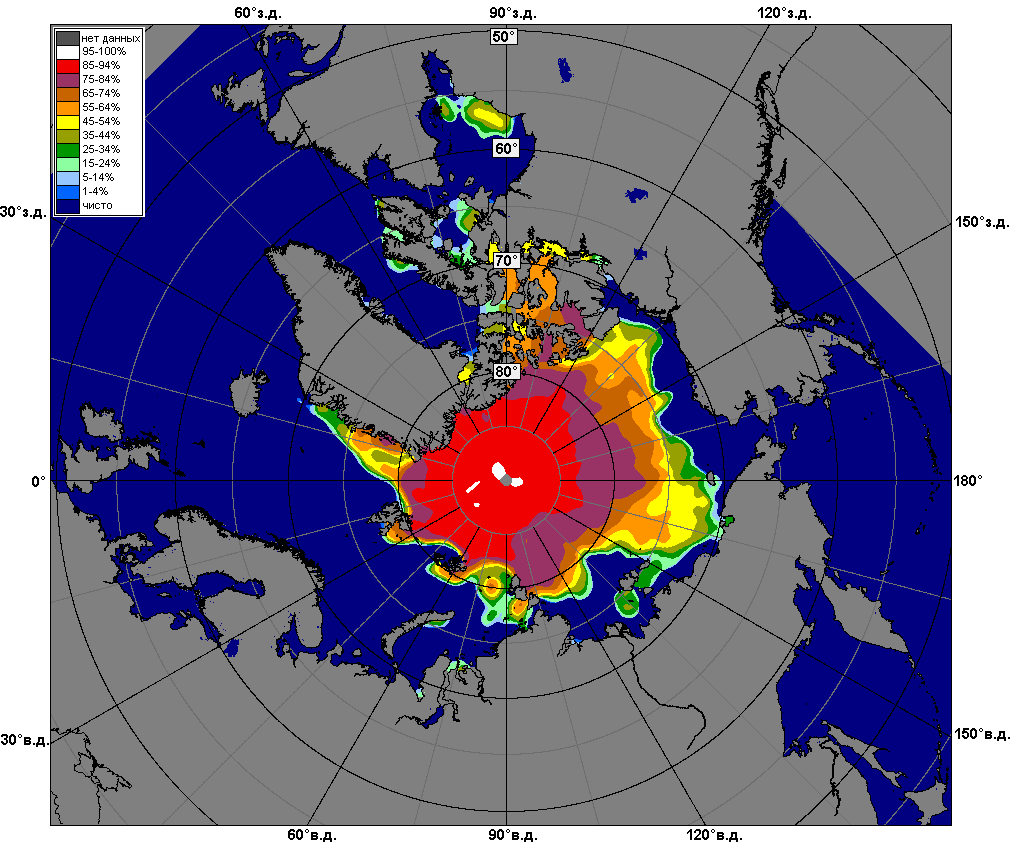 60°з.д.
90°з.д.
120°з.д.
50°
нет данных
95-100%
85-94%
75-84%
65-74%
55-64%
45-54%
35-44%
25-34%
15-24%
5-14%
1-4%
чисто
60°
30°з.д.
150°з.д.
70°
80°
0°
180°
30°в.д.
150°в.д.
60°в.д.
90°в.д.
120°в.д.